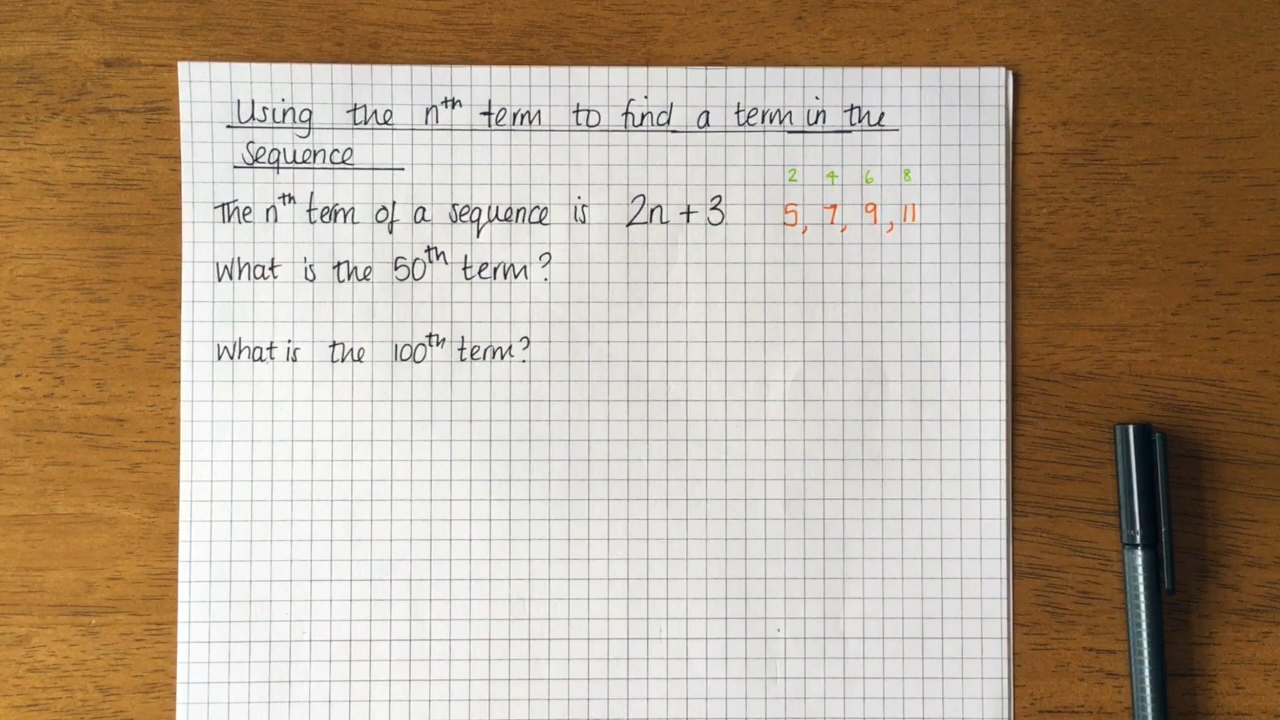 Using the nth term to find a term in the
sequence
2 4 6 8
The nth term of a sequence is 2n + 3 5, 7, 9, 11
What is the 50th term?
What is the 100th term?